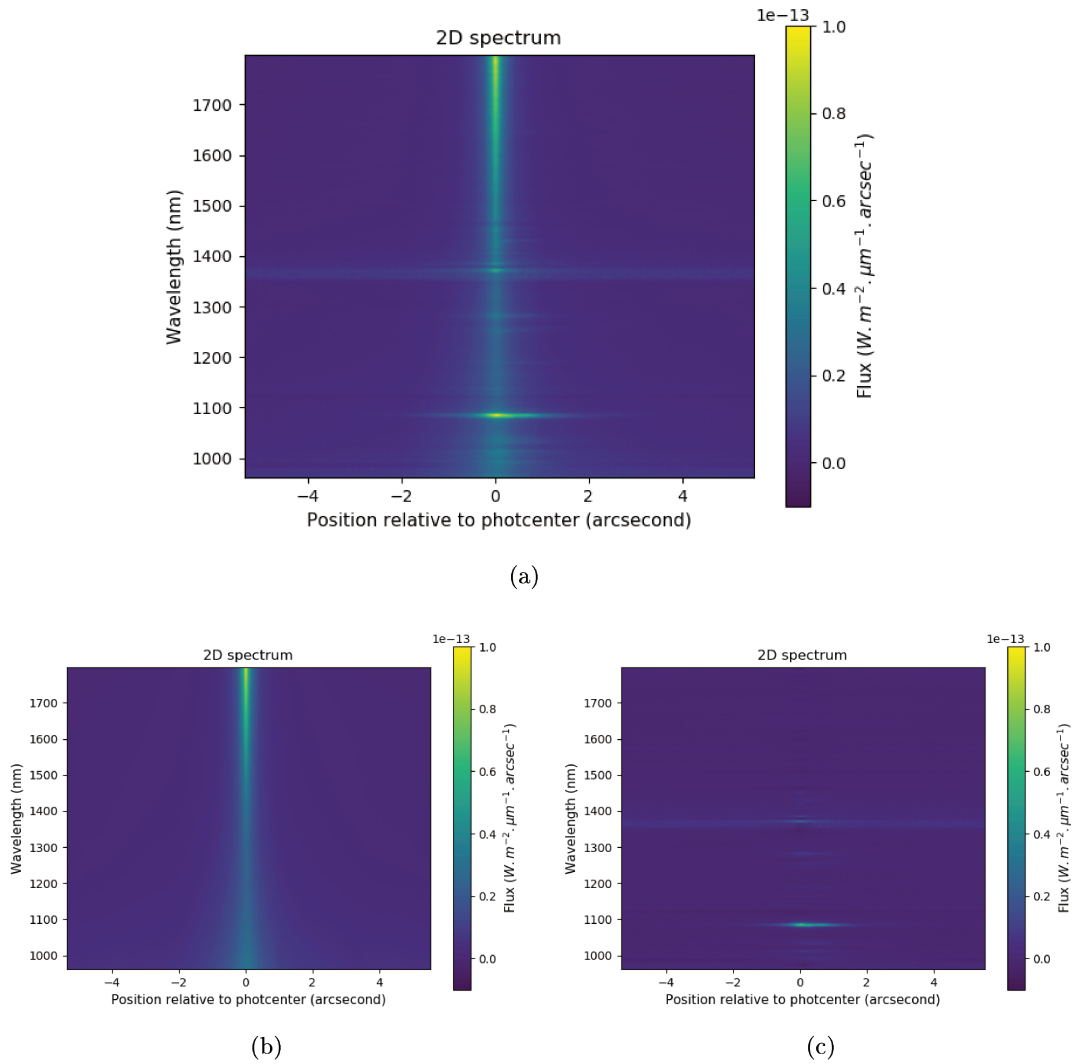 1e−13
2D spectrum
1.0
0.8
0.6
0.4
0.2
0.0
Flux (W.m−2.μm−1.arcsec−1)
1700
1600
1500
1400
1300
1200
1100
1000
Wavelength (nm)
−4 −2 0 2 4
Position relative to photcenter (arcsecond)
(a)
1e−13
2D spectrum
1.0
0.8
0.6
0.4
0.2
0.0
Flux (W.m−2.μm−1.arcsec−1)
1700
1600
1500
1400
1300
1200
1100
1000
Wavelength (nm)
−4 −2 0 2 4
Position relative to photcenter (arcsecond)
(b)
1e−13
2D spectrum
1.0
0.8
0.6
0.4
0.2
0.0
Flux (W.m−2.μm−1.arcsec−1)
1700
1600
1500
1400
1300
1200
1100
1000
Wavelength (nm)
−4 −2 0 2 4
Position relative to photcenter (arcsecond)
(c)